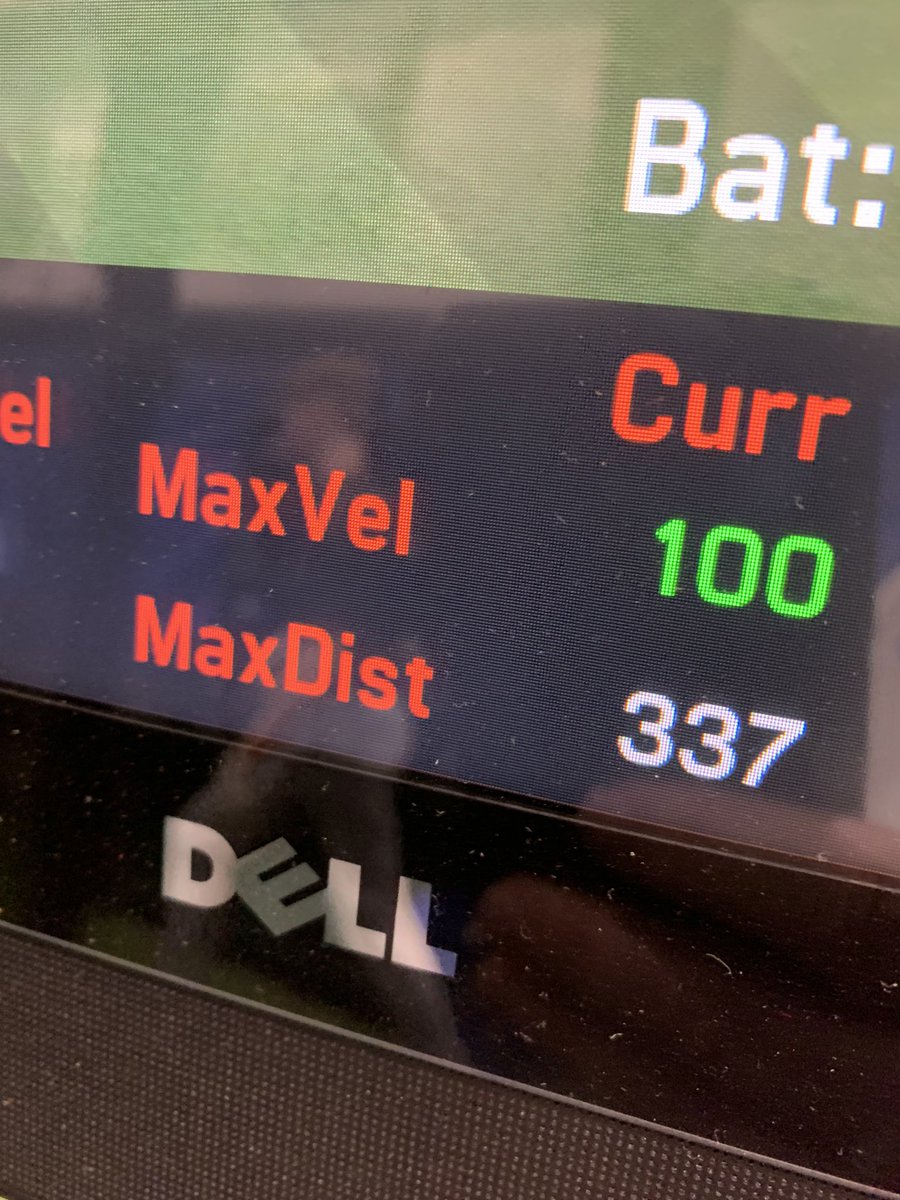 Bat:
Curr
el
MaxVel 100
MaxDist 337
DELL